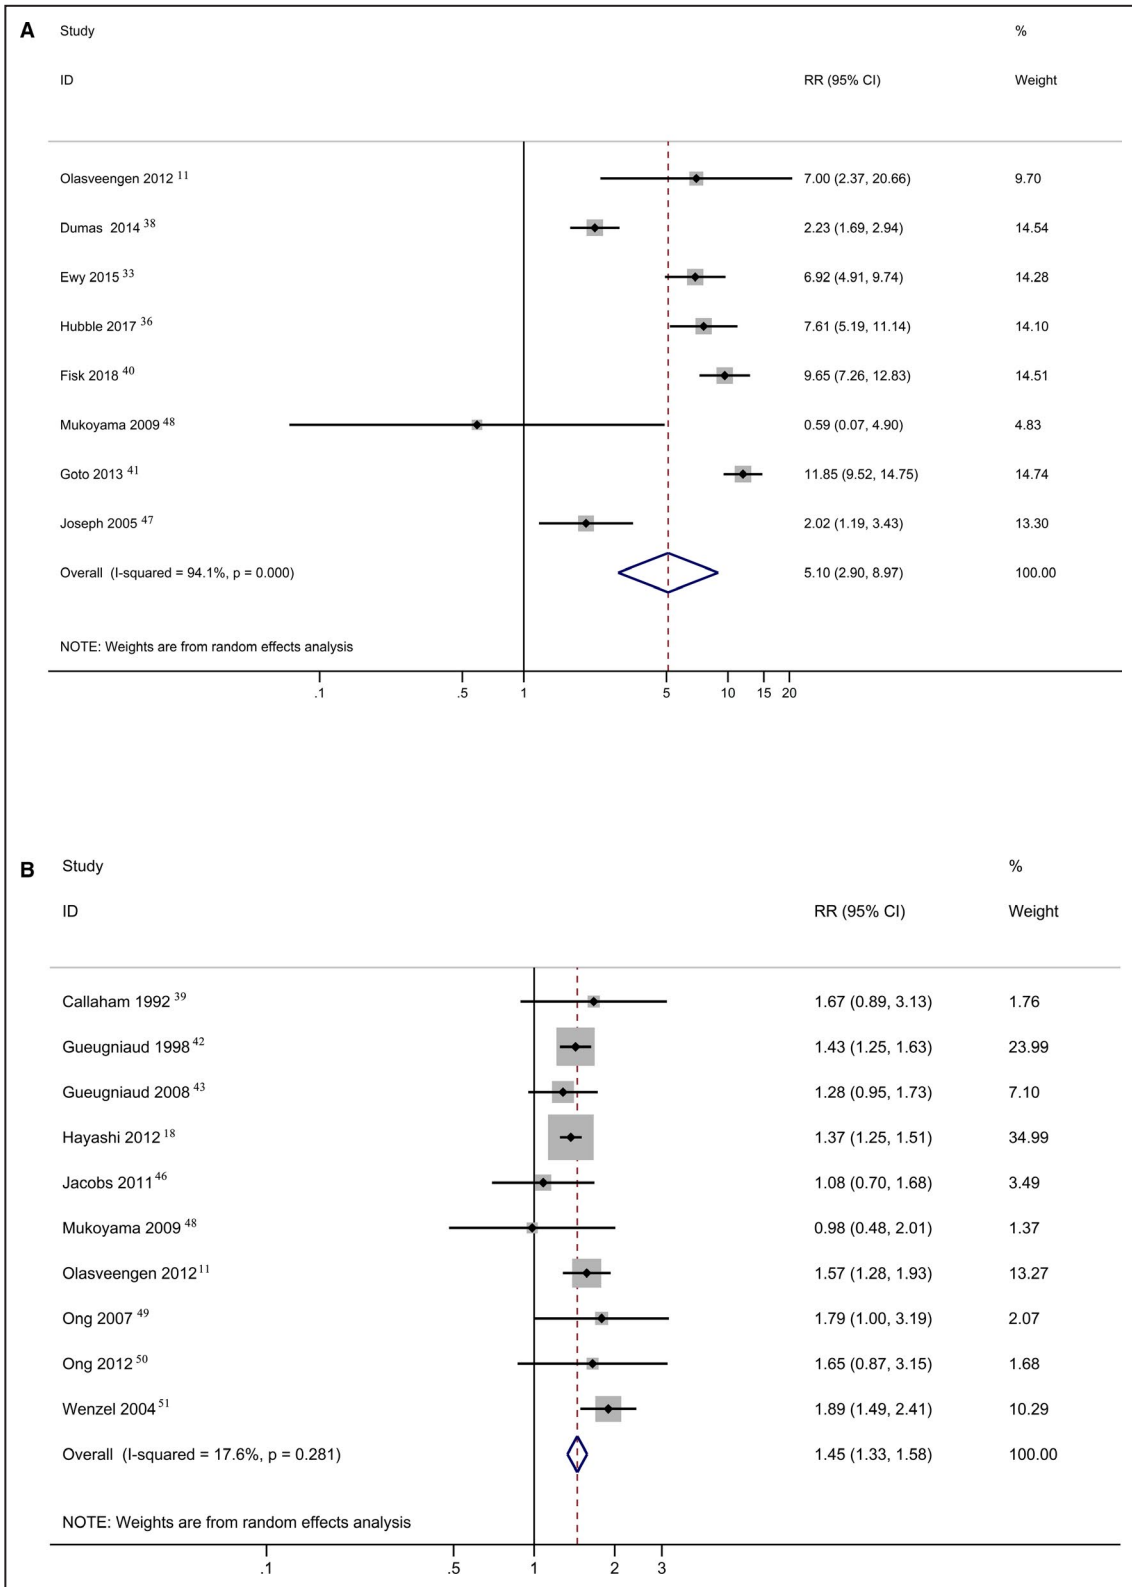 A Study %
ID RR (95% CI) Weight
Olasveengen 2012 11 7.00 (2.37, 20.66) 9.70
Dumas 2014 38 2.23 (1.69, 2.94) 14.54
Ewy 2015 33 6.92 (4.91, 9.74) 14.28
Hubble 2017 36 7.61 (5.19, 11.14) 14.10
Fisk 2018 40 9.65 (7.26, 12.83) 14.51
Mukoyama 2009 48 0.59 (0.07, 4.90) 4.83
Goto 2013 41 11.85 (9.52, 14.75) 14.74
Joseph 2005 47 2.02 (1.19, 3.43) 13.30
Overall (I-squared = 94.1%, p = 0.000) 5.10 (2.90, 8.97) 100.00
NOTE: Weights are from random effects analysis
.1 .5 1 5 10 15 20
B Study %
ID RR (95% CI) Weight
Callaham 1992 39 1.67 (0.89, 3.13) 1.76
Gueugniaud 1998 42 1.43 (1.25, 1.63) 23.99
Gueugniaud 2008 43 1.28 (0.95, 1.73) 7.10
Hayashi 2012 18 1.37 (1.25, 1.51) 34.99
Jacobs 2011 46 1.08 (0.70, 1.68) 3.49
Mukoyama 2009 48 0.98 (0.48, 2.01) 1.37
Olasveengen 2012 11 1.57 (1.28, 1.93) 13.27
Ong 2007 49 1.79 (1.00, 3.19) 2.07
Ong 2012 50 1.65 (0.87, 3.15) 1.68
Wenzel 2004 51 1.89 (1.49, 2.41) 10.29
Overall (I-squared = 17.6%, p = 0.281) 1.45 (1.33, 1.58) 100.00
NOTE: Weights are from random effects analysis
.1 .5 1 2 3